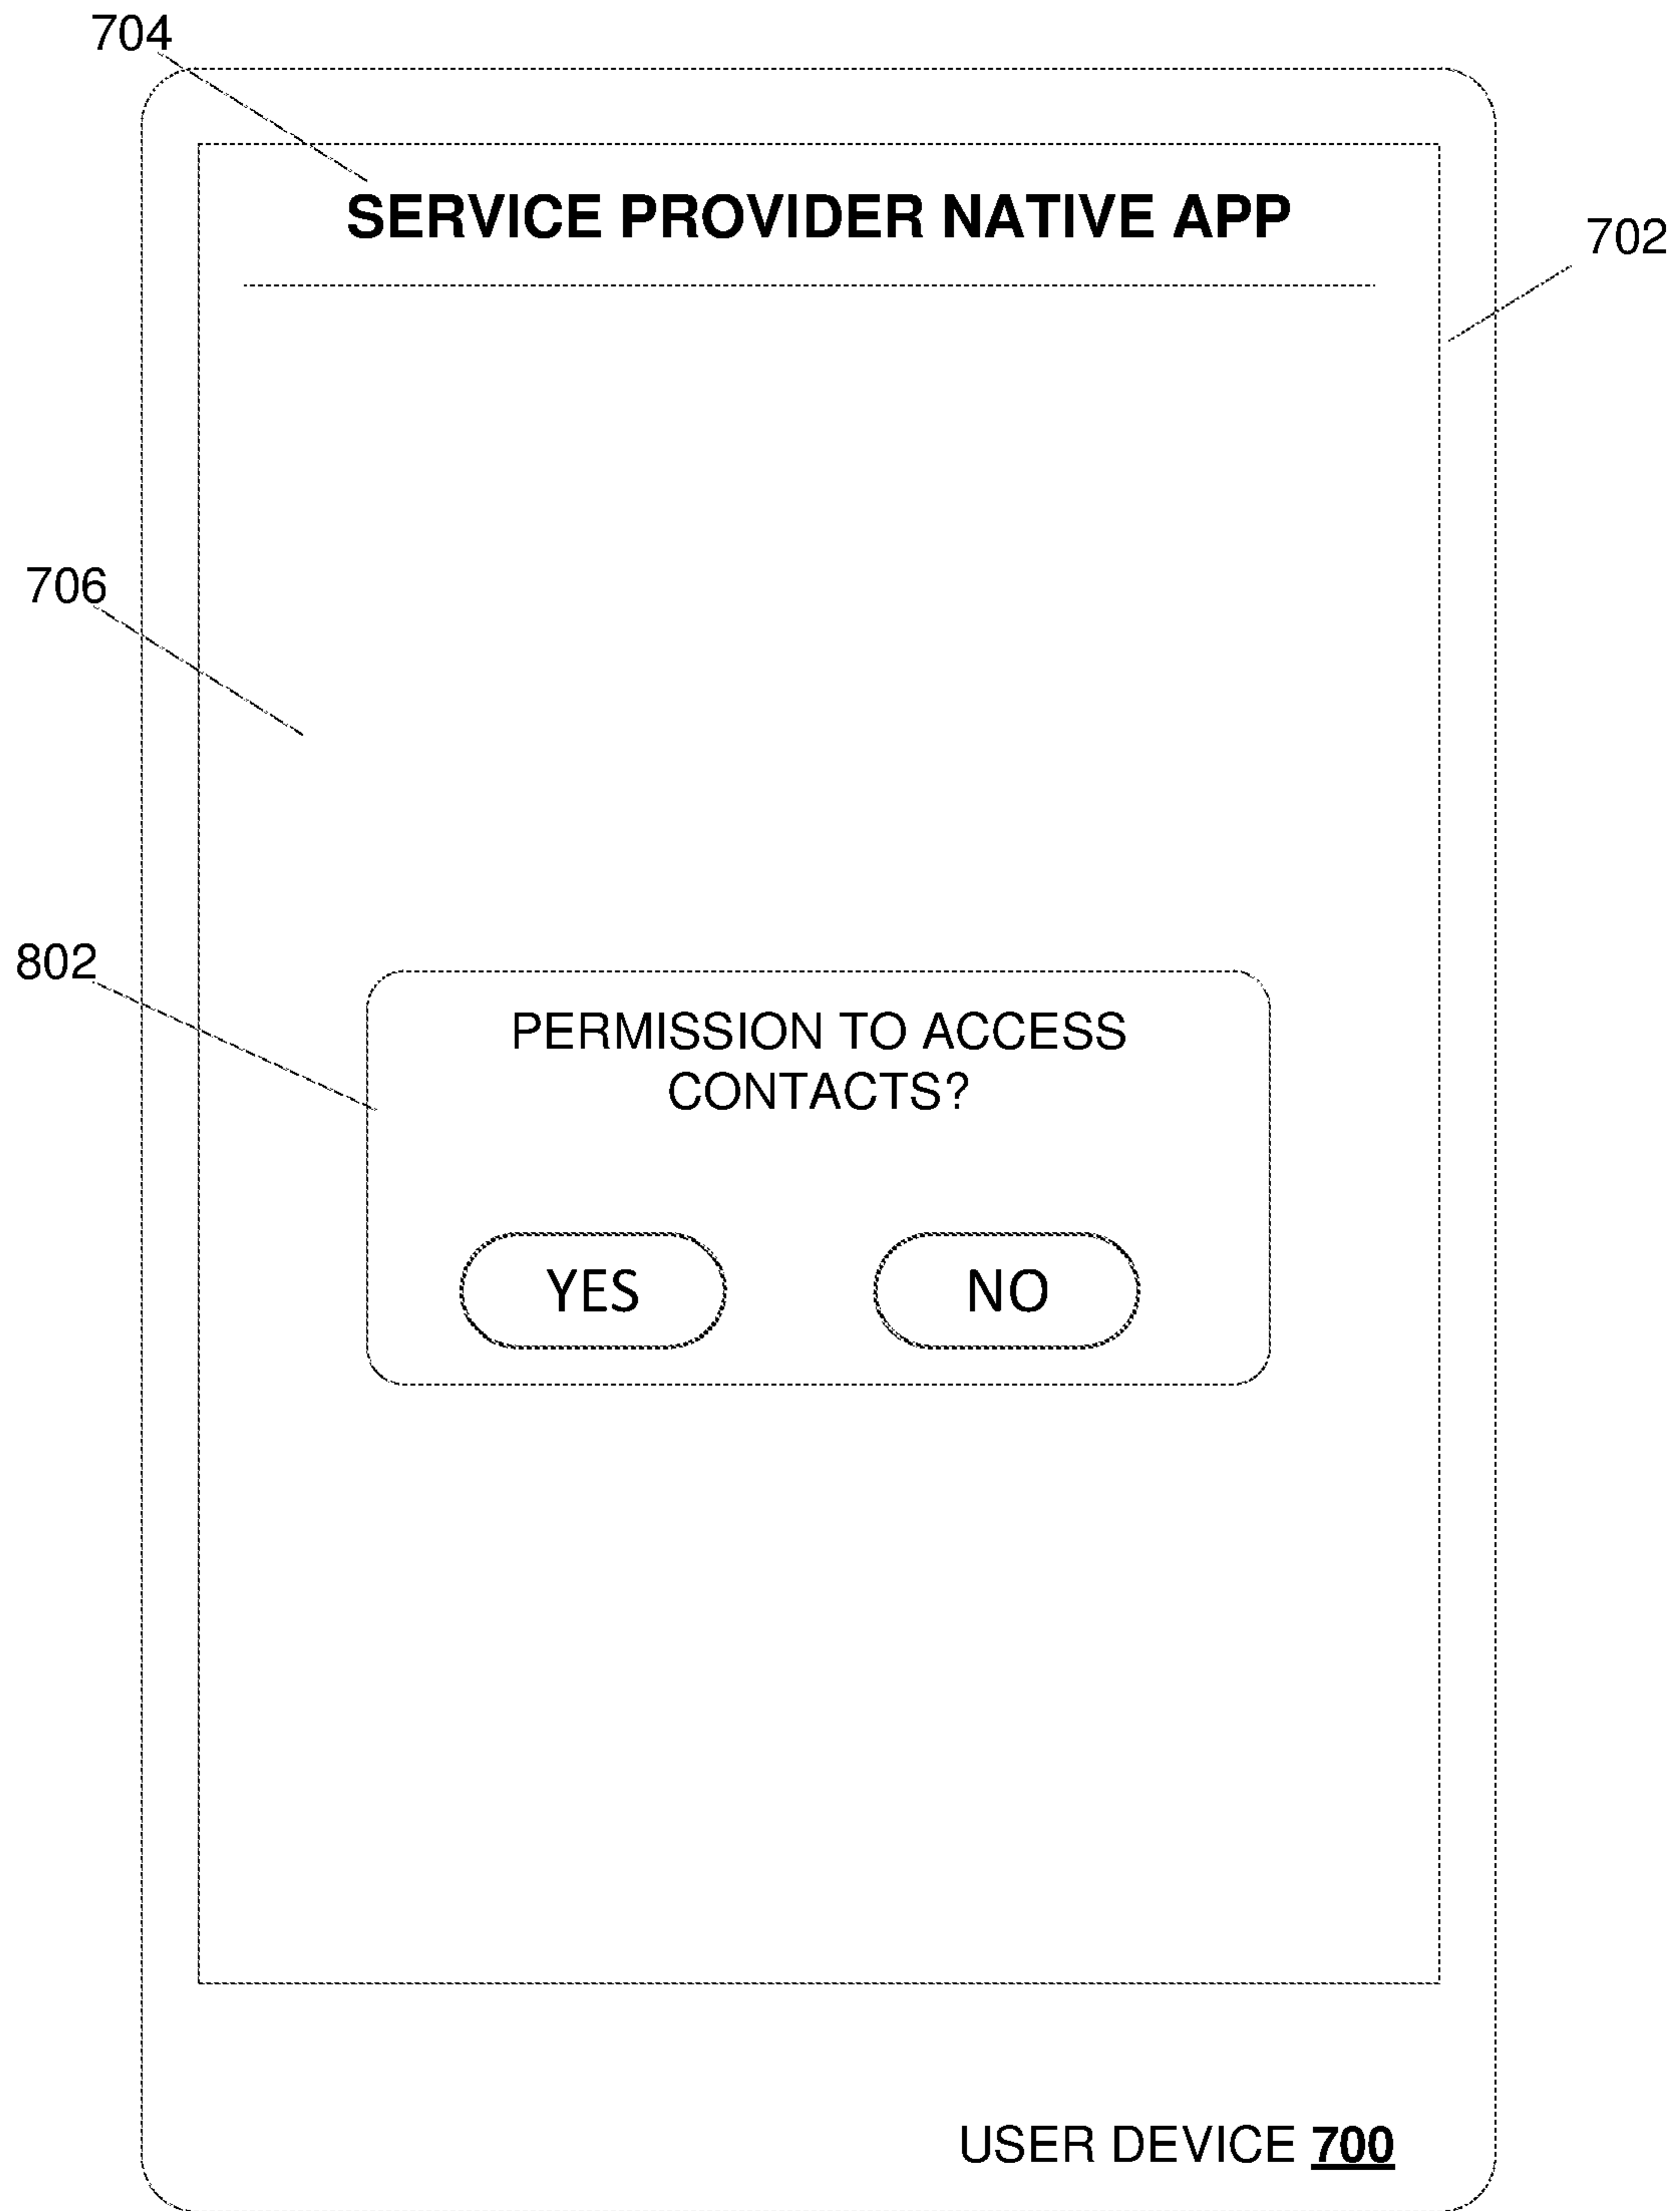 704
SERVICE PROVIDER NATIVE APP
702
706
802
PERMISSION TO ACCESS
CONTACTS?
YES
NO
USER DEVICE 700